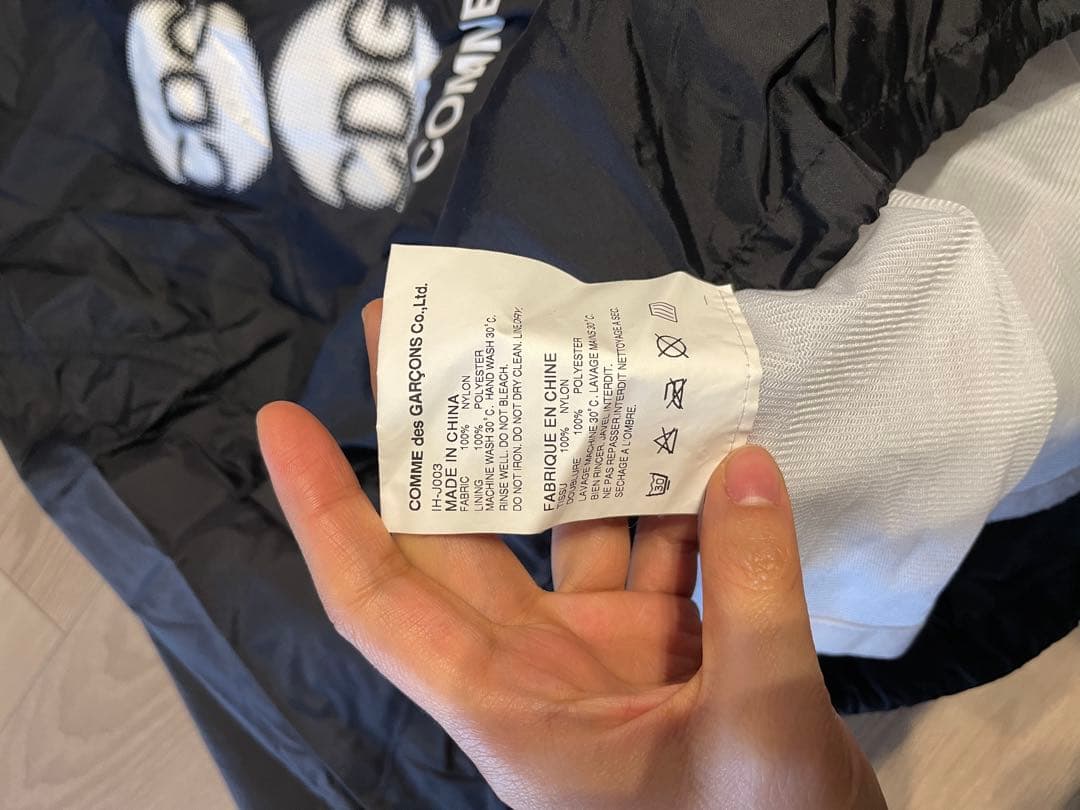 CDG
CDG
COMME
COMME des GARÇONS Co.,Ltd.
IH-J003
MADE IN CHINA
FABRIC 100% NYLON
LINING 100% POLYESTER
MACHINE WASH 30°C. HAND WASH 30°C.
RINSE WELL. DO NOT BLEACH.
DO NOT IRON. DO NOT DRY CLEAN. LINE DRY.
FABRIQUE EN CHINE
TISSU 100% NYLON
DOUBLURE 100% POLYESTER
LAVAGE MACHINE 30°C. LAVAGE MAINS 30°C.
BIEN RINCER. JAVEL INTERDIT.
NE PAS REPASSER. INTERDIT NETTOYAGE A SEC.
SECHAGE A L'OMBRE.